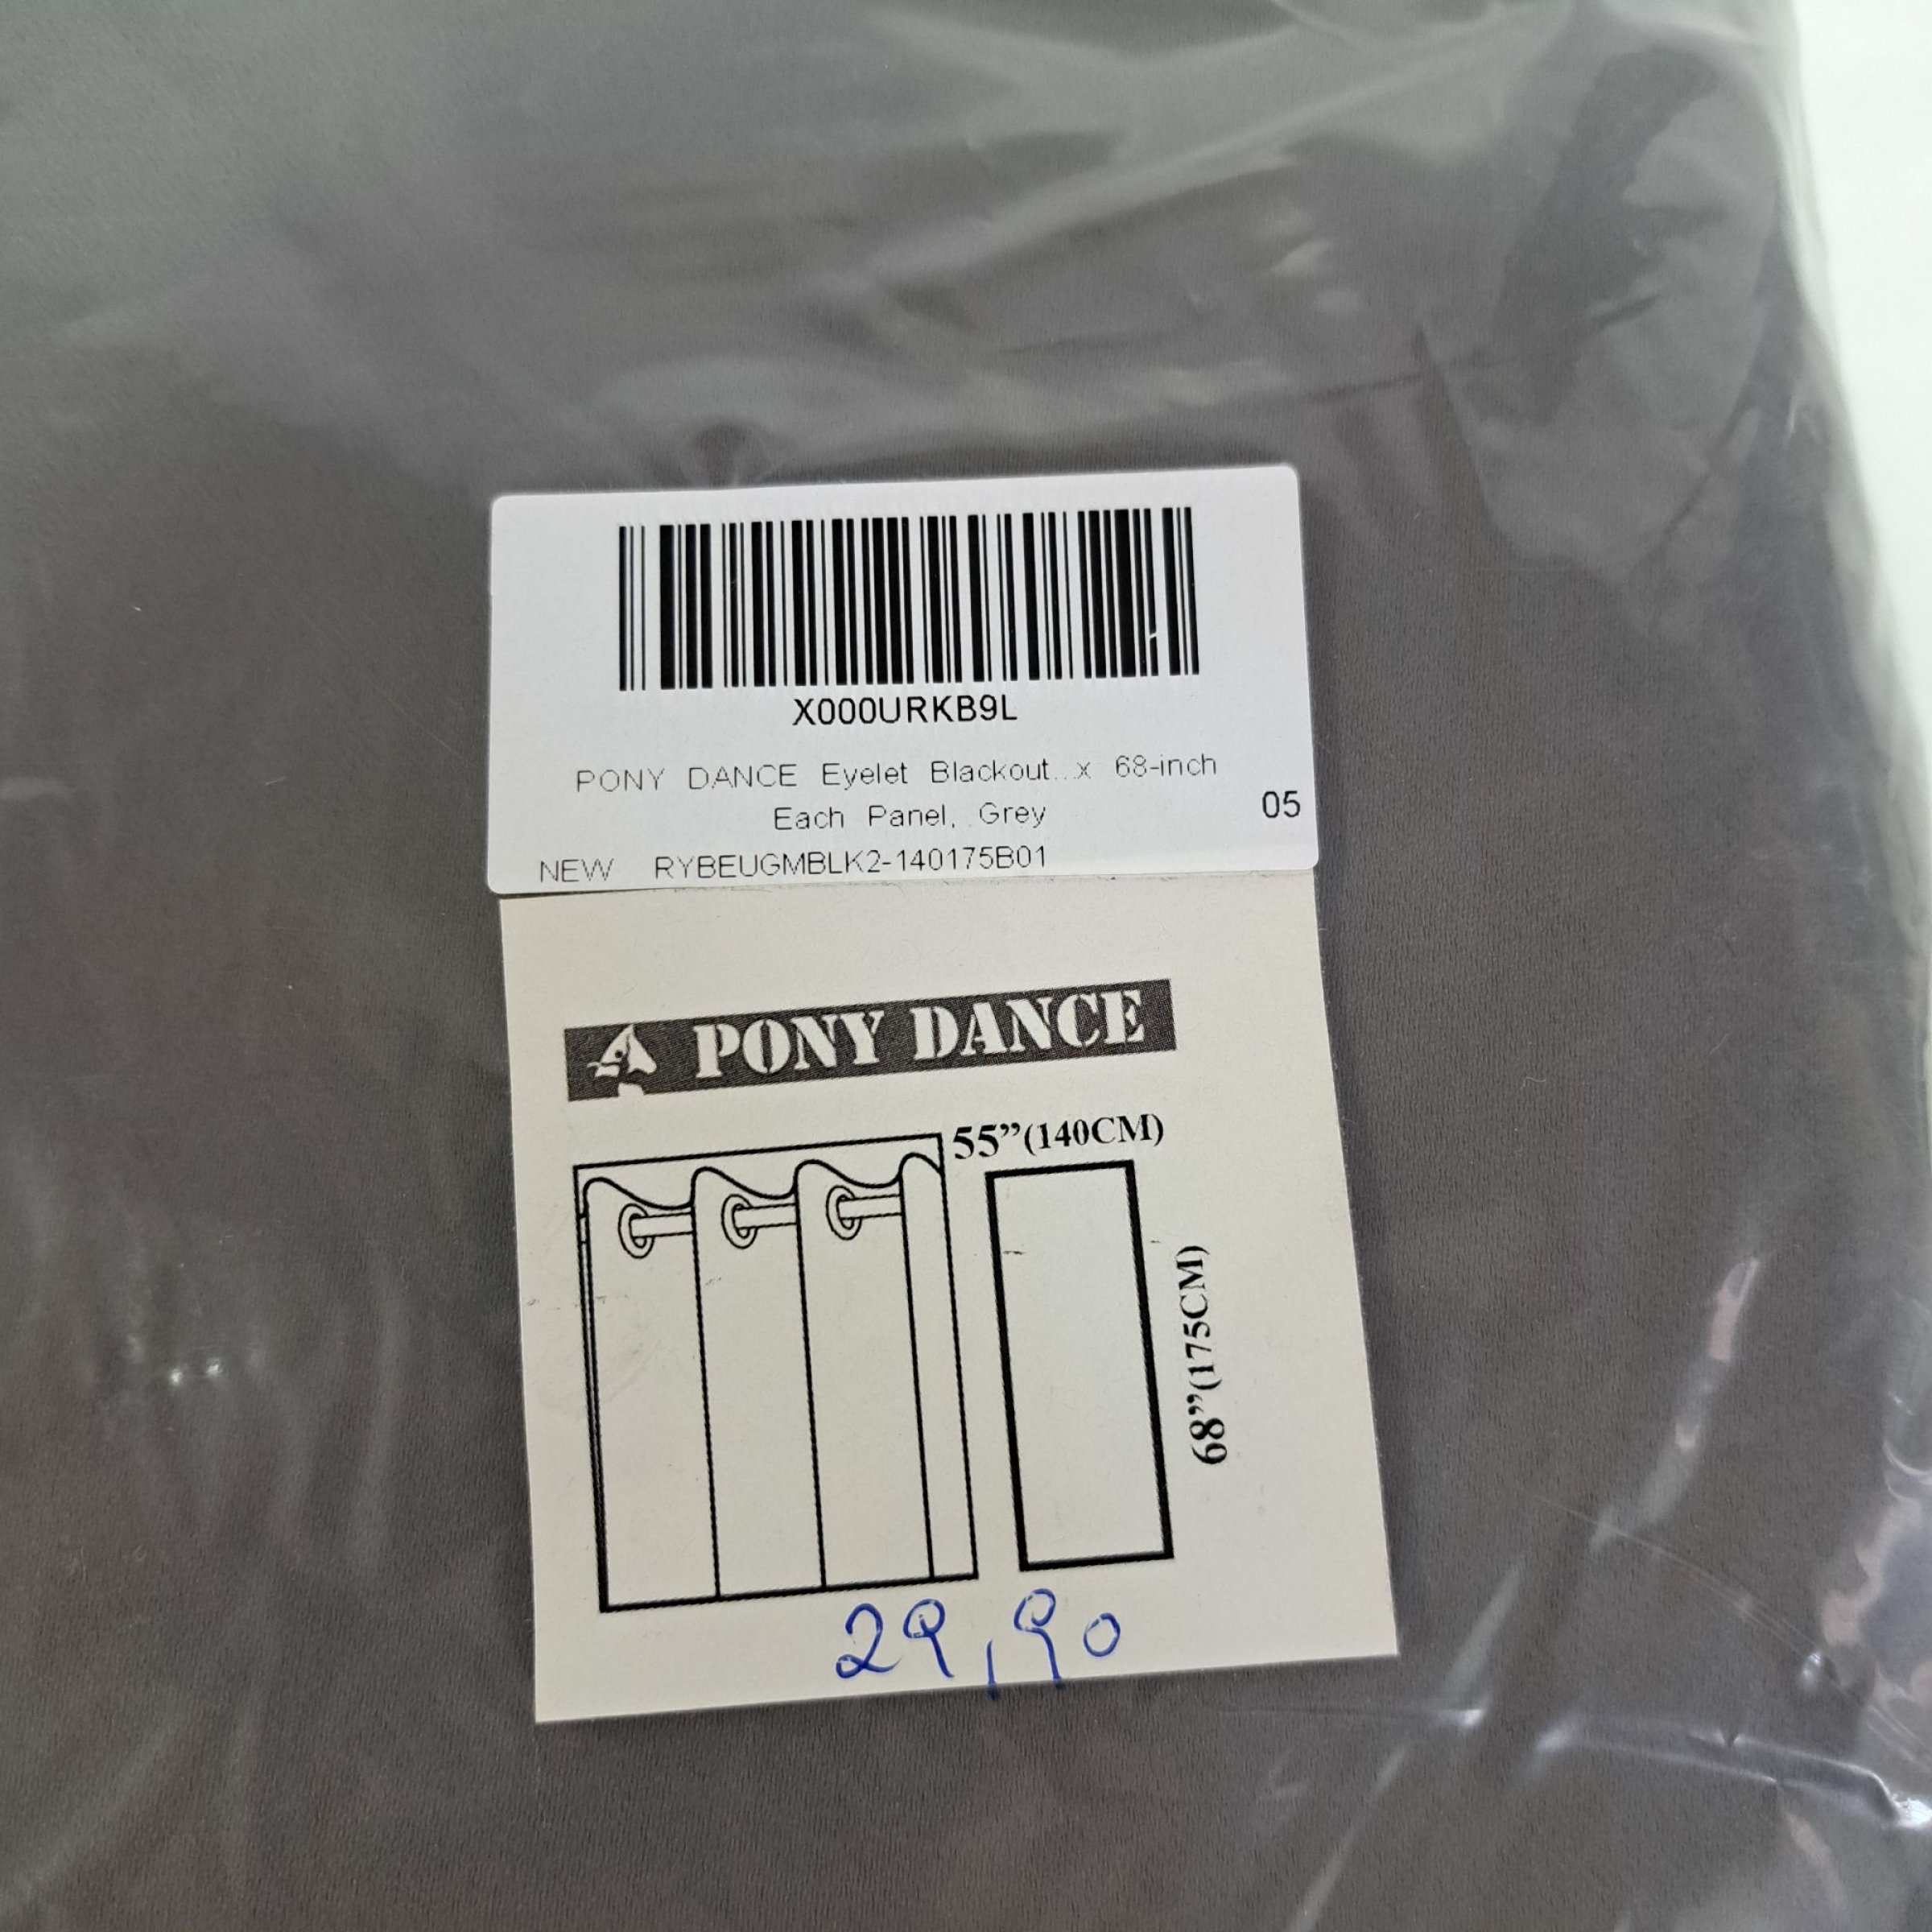 X000URKB9L
PONY DANCE Eyelet Blackout...x 68-inch
Each Panel, Grey
05
NEW RYBEUGMBLK2-140175B01
PONY DANCE
55”(140CM)
68”(175CM)
29,90